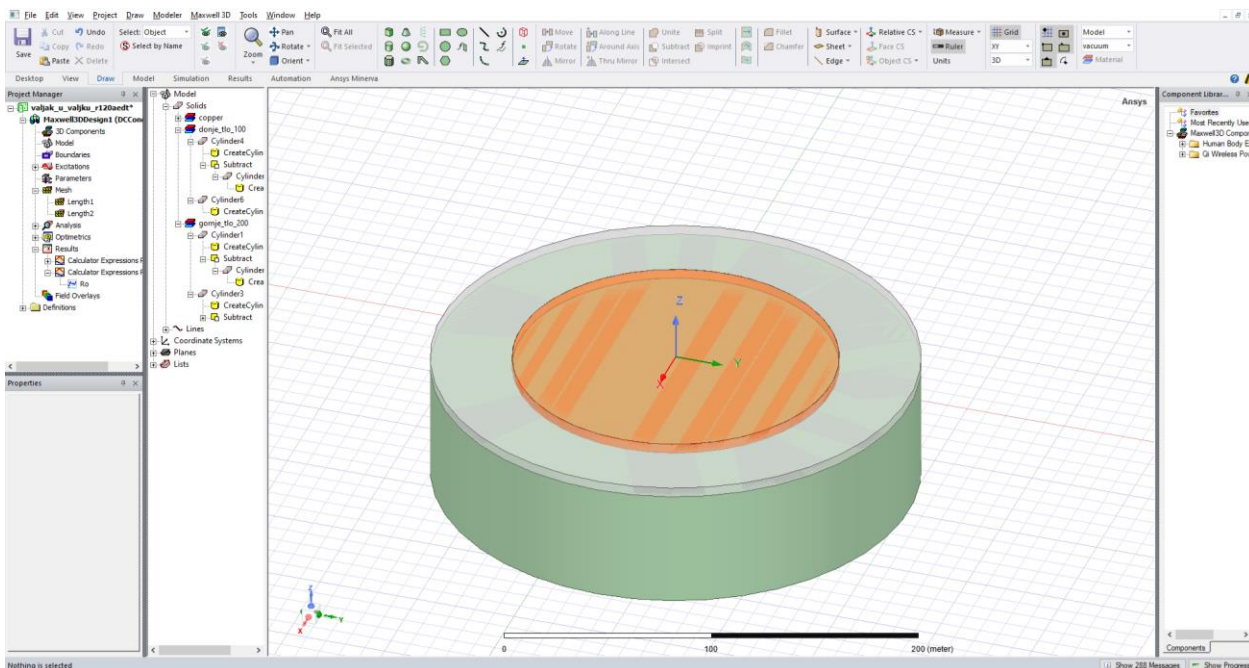 File Edit View Project Draw Modeler Maxwell 3D Tools Window Help
Save
Cut Undo
Copy Redo
Paste Delete
Select: Object
Select by Name
Zoom
Pan
Rotate
Orient
Fit All
Fit Selected
Move Along Line
Rotate Around Axis
Mirror Thru Mirror
Unite Split
Subtract Imprint
Intersect
Fillet
Chamfer
Surface
Sheet
Edge
Relative CS
Face CS
Object CS
Measure
Ruler
Units
Grid
XY
3D
Model
vacuum
Material
Desktop View Draw Model Simulation Results Automation Ansys Minerva
Project Manager
valjak_u_valjku_r120aedt*
Maxwell3DDesign1 (DCCon
3D Components
Model
Boundaries
Excitations
Parameters
Mesh
Length1
Length2
Analysis
Optimetrics
Results
Calculator Expressions P
Calculator Expressions P
Ro
Field Overlays
Definitions
Properties
Model
Solids
copper
donje_tlo_100
Cylinder4
CreateCylin
Subtract
Cylinder
Crea
Cylinder6
CreateCylin
gornje_tlo_200
Cylinder1
CreateCylin
Subtract
Cylinder
Crea
Cylinder3
CreateCylin
Subtract
Lines
Coordinate Systems
Planes
Lists
Ansys
Z
Y
X
Z
Y
X
0 100 200 (meter)
Component Librar...
Favorites
Most Recently Use
Maxwell3D Compor
Human Body E
Qi Wireless Pov
Components
Nothing is selected
Show 288 Messages Show Progress